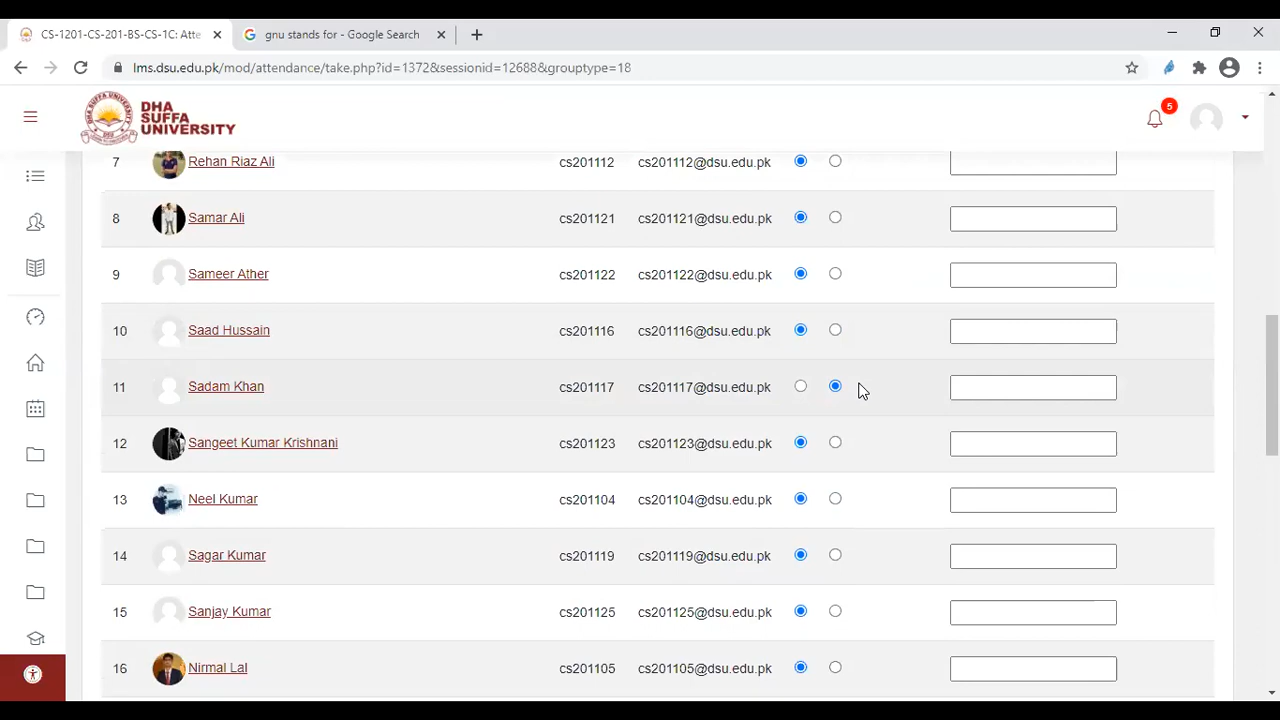 CS-1201-CS-201-BS-CS-1C: Atte
gnu stands for - Google Search
lms.dsu.edu.pk/mod/attendance/take.php?id=1372&sessionid=12688&grouptype=18
DHA
SUFFA
UNIVERSITY
5
7 Rehan Riaz Ali cs201112 cs201112@dsu.edu.pk
8 Samar Ali cs201121 cs201121@dsu.edu.pk
9 Sameer Ather cs201122 cs201122@dsu.edu.pk
10 Saad Hussain cs201116 cs201116@dsu.edu.pk
11 Sadam Khan cs201117 cs201117@dsu.edu.pk
12 Sangeet Kumar Krishnani cs201123 cs201123@dsu.edu.pk
13 Neel Kumar cs201104 cs201104@dsu.edu.pk
14 Sagar Kumar cs201119 cs201119@dsu.edu.pk
15 Sanjay Kumar cs201125 cs201125@dsu.edu.pk
16 Nirmal Lal cs201105 cs201105@dsu.edu.pk